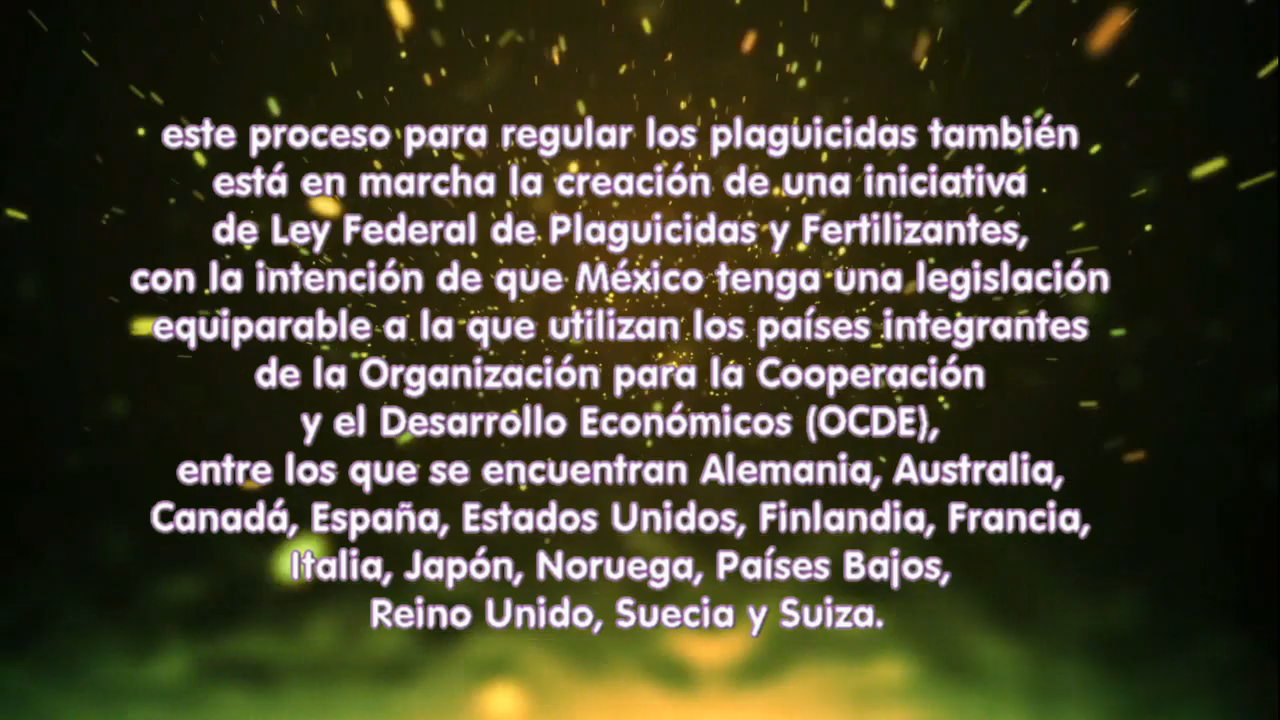 este proceso para regular los plaguicidas también
está en marcha la creación de una iniciativa
de Ley Federal de Plaguicidas y Fertilizantes,
con la intención de que México tenga una legislación
equiparable a la que utilizan los países integrantes
de la Organización para la Cooperación
y el Desarrollo Económicos (OCDE),
entre los que se encuentran Alemania, Australia,
Canadá, España, Estados Unidos, Finlandia, Francia,
Italia, Japón, Noruega, Países Bajos,
Reino Unido, Suecia y Suiza.